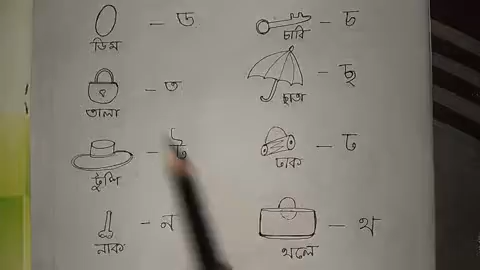 ডিম – ড
চাবি – চ
তালা – ত
ছাতা – ছ
টুপি – ট
ঢাক – ঢ
নাক – ন
থলে – থ